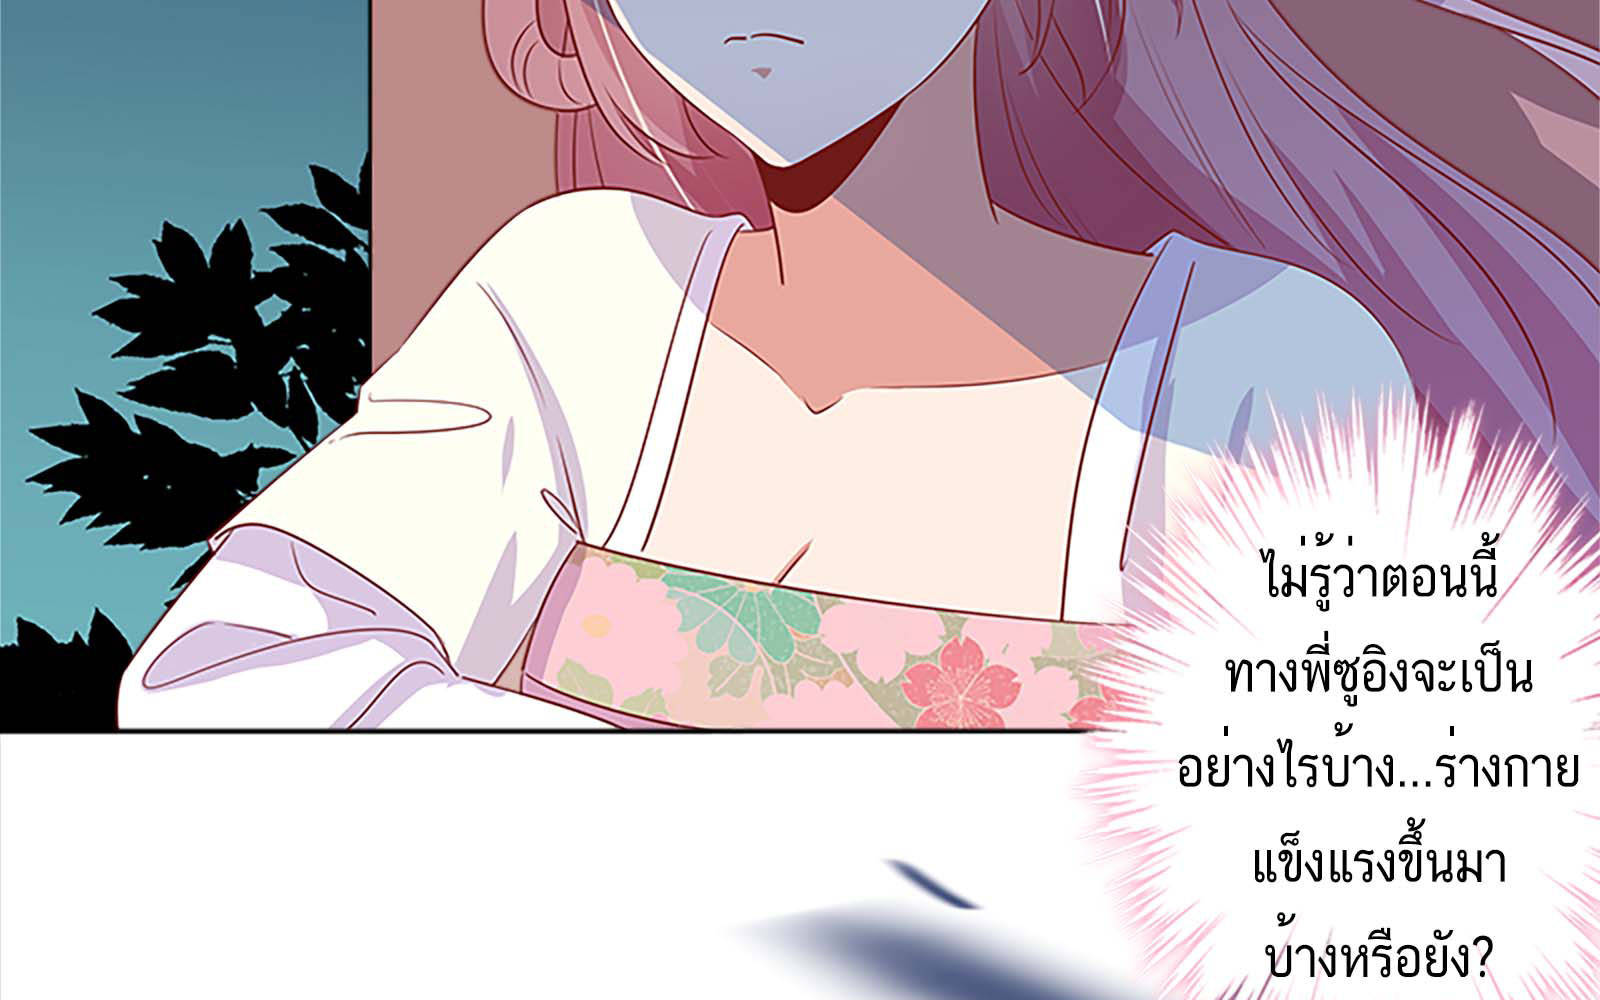 ไม่รู้ว่าตอนนี้
ทางพี่ซูอิงจะเป็น
อย่างไรบ้าง...ร่างกาย
แข็งแรงขึ้นมา
บ้างหรือยัง?